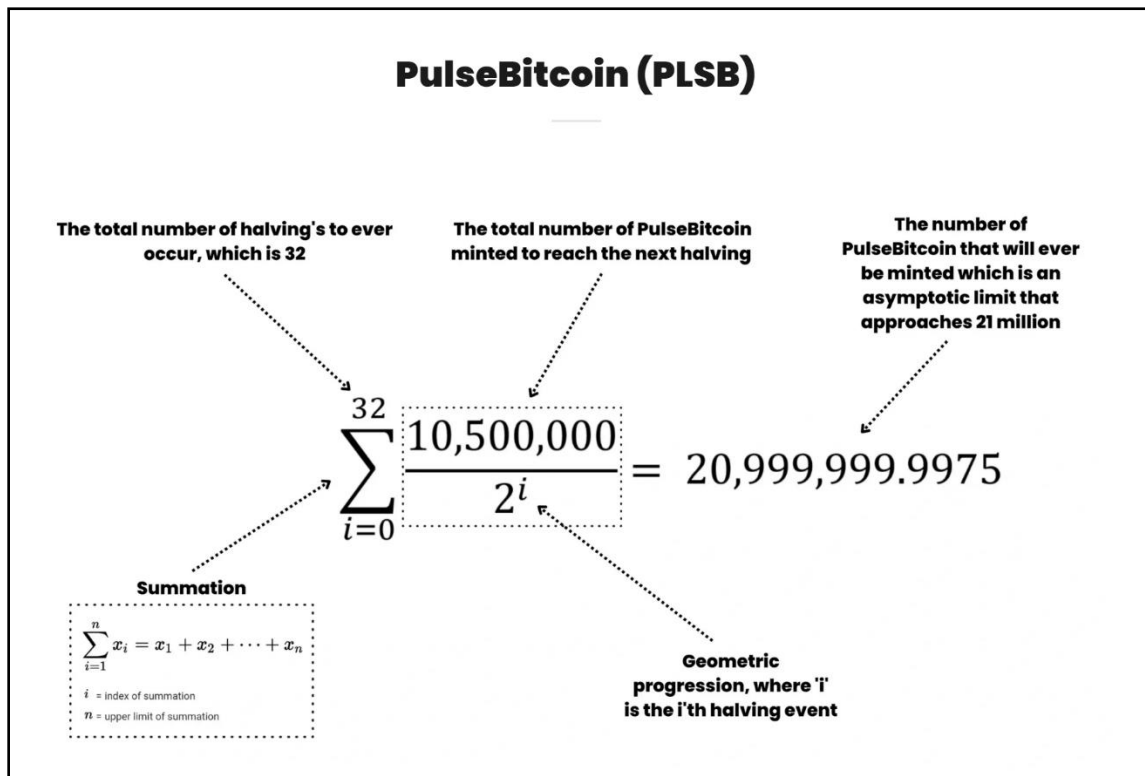 PulseBitcoin (PLSB)
The total number of halving's to ever
occur, which is 32
The total number of PulseBitcoin
minted to reach the next halving
The number of
PulseBitcoin that will ever
be minted which is an
asymptotic limit that
approaches 21 million
32
∑
i=0
10,500,000
2^i
= 20,999,999.9975
Summation
n
∑ x_i = x_1 + x_2 + ⋯ + x_n
i=1
i = index of summation
n = upper limit of summation
Geometric
progression, where 'i'
is the i'th halving event